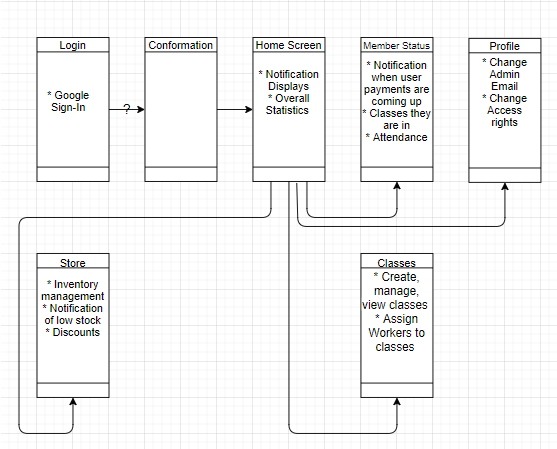 Login
* Google
Sign-In
?
Conformation
Home Screen
* Notification
Displays
* Overall
Statistics
Member Status
* Notification
when user
payments are
coming up
* Classes they
are in
* Attendance
Profile
* Change
Admin
Email
* Change
Access
rights
Store
* Inventory
management
* Notification
of low stock
* Discounts
Classes
* Create,
manage,
view classes
* Assign
Workers to
classes